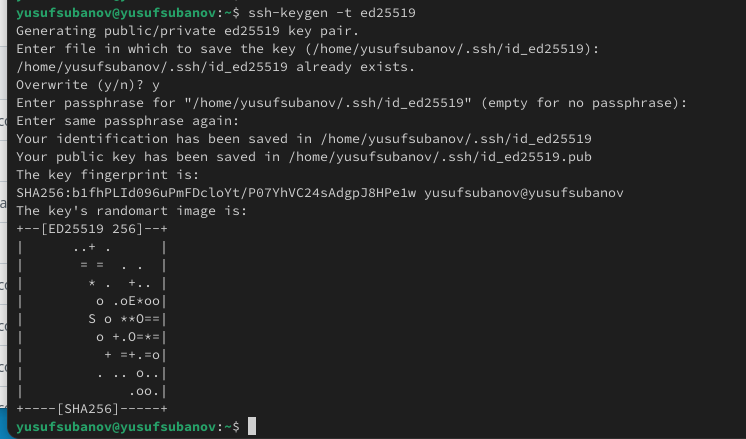 yusufsubanov@yusufsubanov:~$ ssh-keygen -t ed25519
Generating public/private ed25519 key pair.
Enter file in which to save the key (/home/yusufsubanov/.ssh/id_ed25519):
/home/yusufsubanov/.ssh/id_ed25519 already exists.
Overwrite (y/n)? y
Enter passphrase for "/home/yusufsubanov/.ssh/id_ed25519" (empty for no passphrase):
Enter same passphrase again:
Your identification has been saved in /home/yusufsubanov/.ssh/id_ed25519
Your public key has been saved in /home/yusufsubanov/.ssh/id_ed25519.pub
The key fingerprint is:
SHA256:b1fhPLId096uPmFDcloYt/P07YhVC24sAdgpJ8HPe1w yusufsubanov@yusufsubanov
The key's randomart image is:
+--[ED25519 256]--+
|      ..+ .      |
|       = =  . .  |
|        * .  +.. |
|         o .oE*oo|
|        S o **O==|
|         o +.O=*=|
|          + =+.=o|
|         . .. o..|
|             .oo.|
+----[SHA256]-----+
yusufsubanov@yusufsubanov:~$